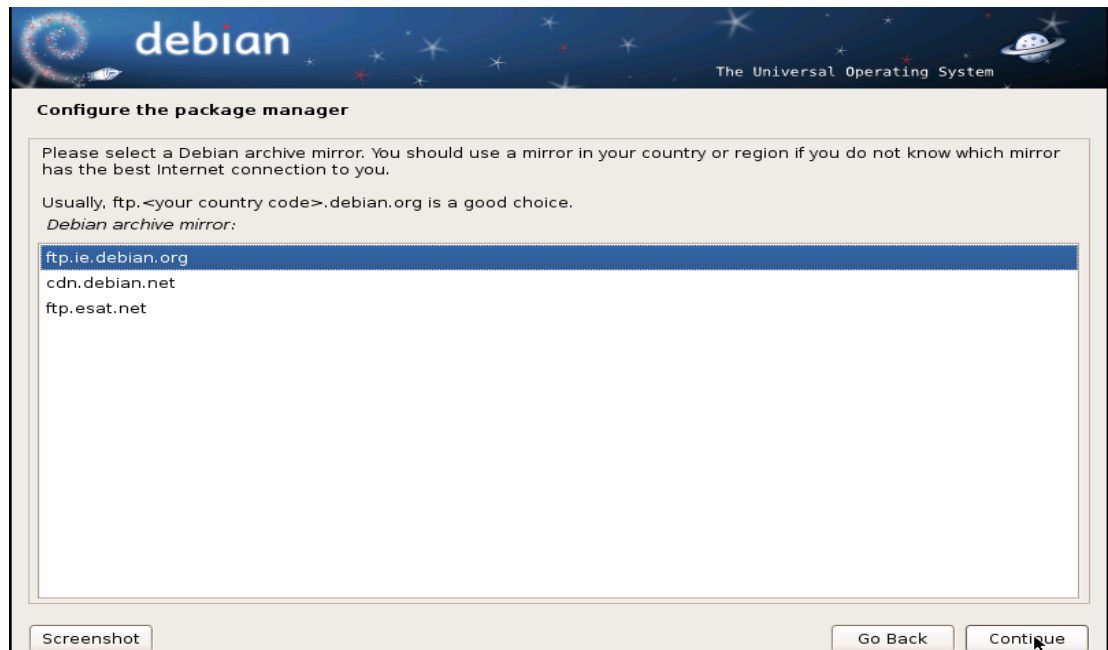 debian
The Universal Operating System
Configure the package manager
Please select a Debian archive mirror. You should use a mirror in your country or region if you do not know which mirror
has the best Internet connection to you.
Usually, ftp.<your country code>.debian.org is a good choice.
Debian archive mirror:
ftp.ie.debian.org
cdn.debian.net
ftp.esat.net
Screenshot
Go Back
Continue